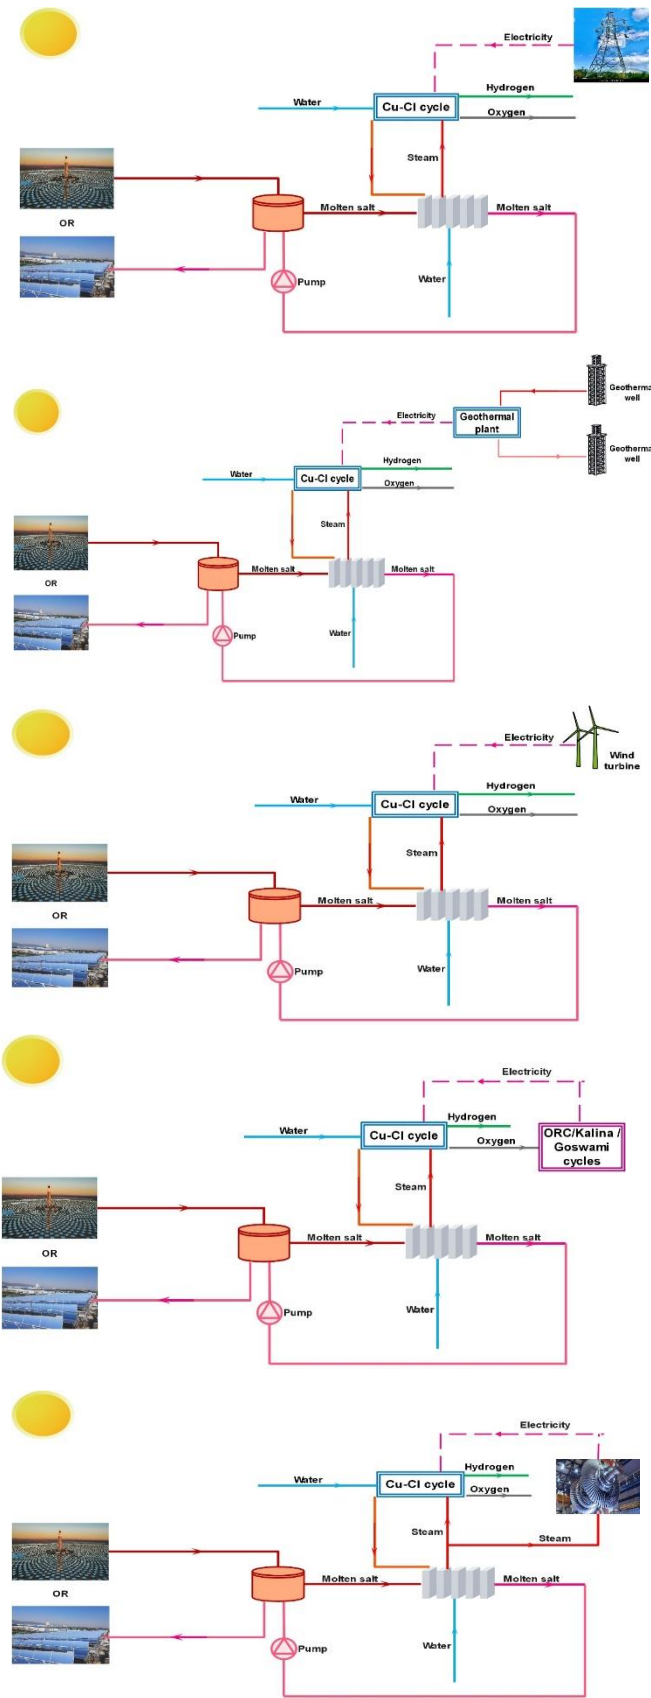 Electricity
Hydrogen
Water
Cu-Cl cycle
Oxygen
Steam
OR
Molten salt
Molten salt
Pump
Water
Geotherma
well
Electricity
Geothermal
plant
Geotherma
well
Hydrogen
Water
Cu-Cl cycle
Oxygen
Steam
OR
Molten salt
Molten salt
Pump
Water
Electricity
Wind
turbine
Hydrogen
Water
Cu-Cl cycle
Oxygen
Steam
OR
Molten salt
Molten salt
Pump
Water
Electricity
Hydrogen
Water
Cu-Cl cycle
Oxygen
ORC/Kalina /
Goswami
cycles
Steam
OR
Molten salt
Molten salt
Pump
Water
Electricity
Hydrogen
Water
Cu-Cl cycle
Oxygen
Steam
Steam
OR
Molten salt
Molten salt
Pump
Water